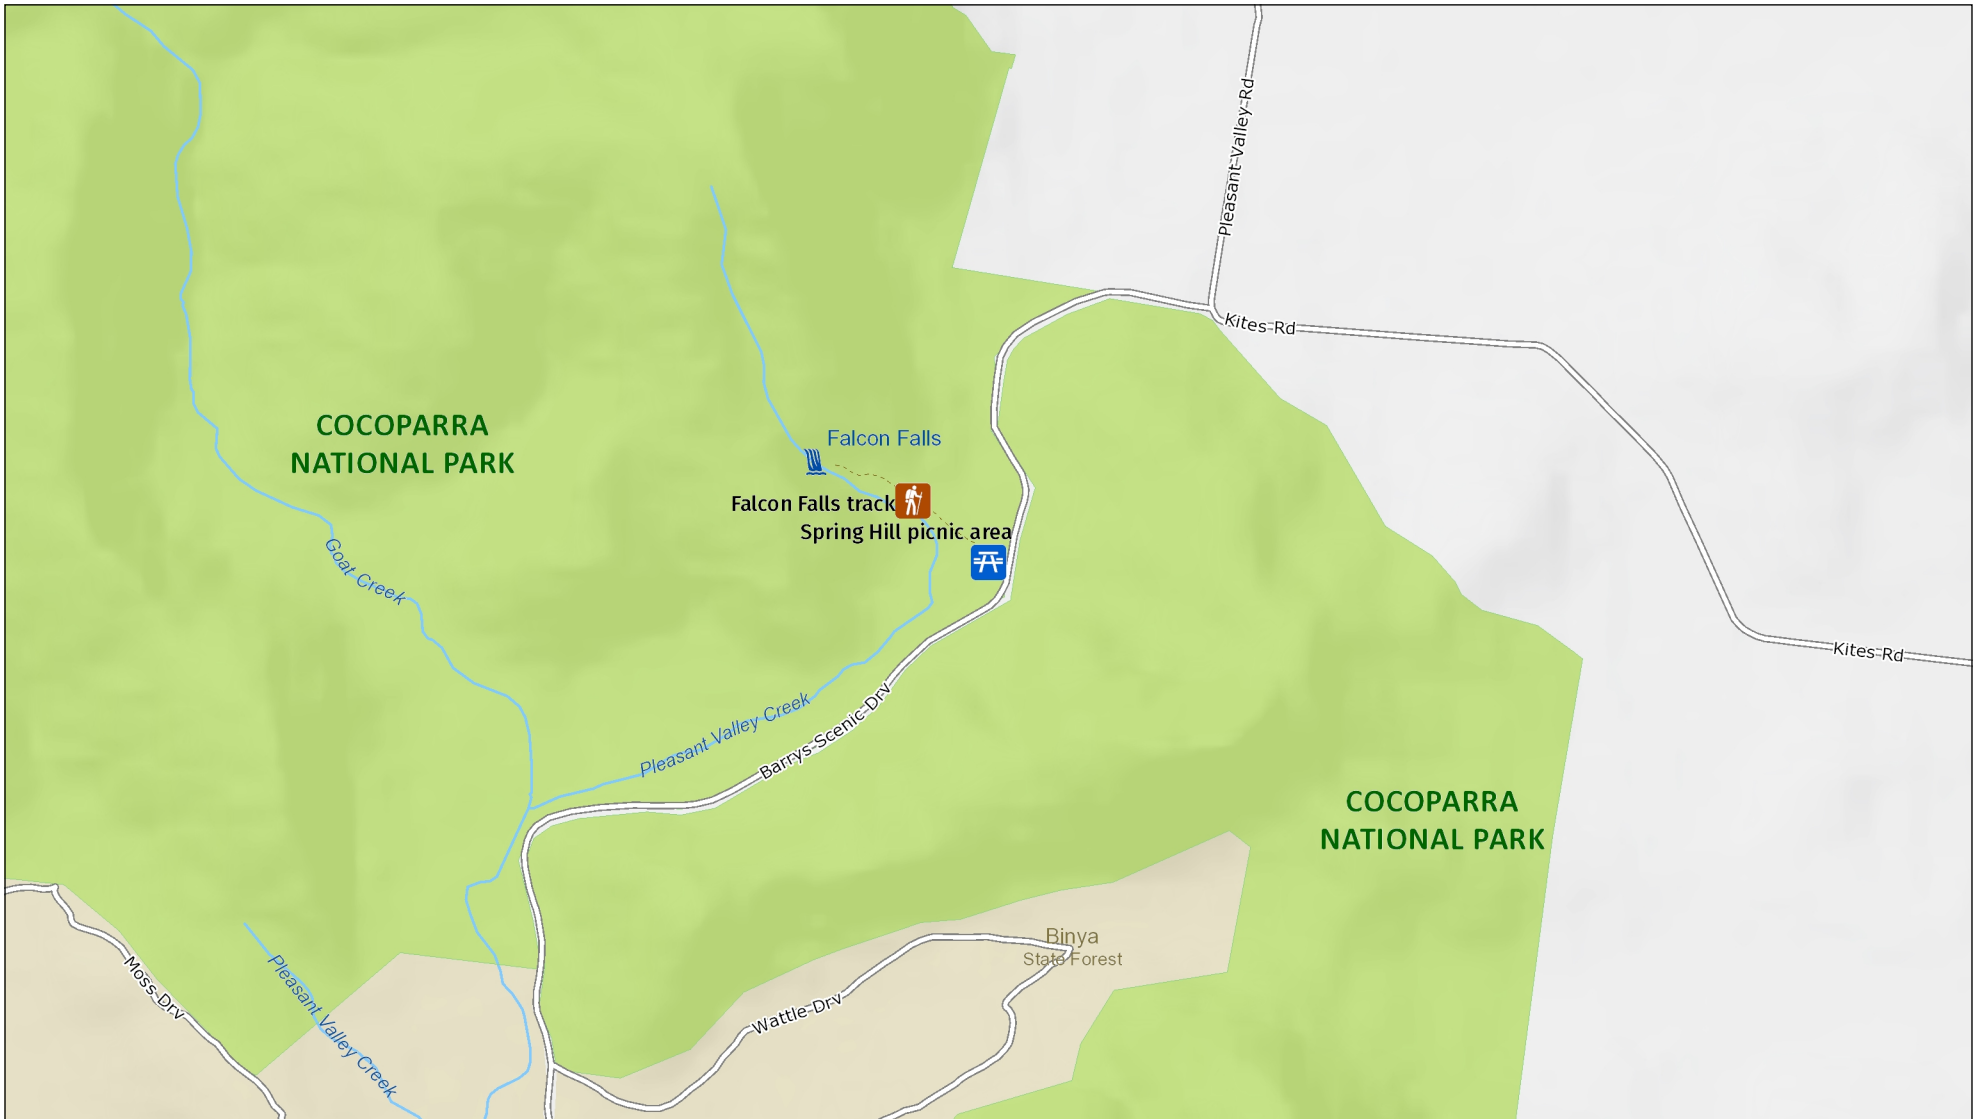 Pleasant-Valley-Rd
Kites-Rd
COCOPARRA
NATIONAL PARK
Falcon Falls
Falcon Falls track
Spring Hill picnic area
Goat Creek
Kites-Rd
Pleasant Valley Creek
Barrys-Scenic-Drv
COCOPARRA
NATIONAL PARK
Binya
State Forest
Moss-Drv
Pleasant Valley Creek
Wattle-Drv